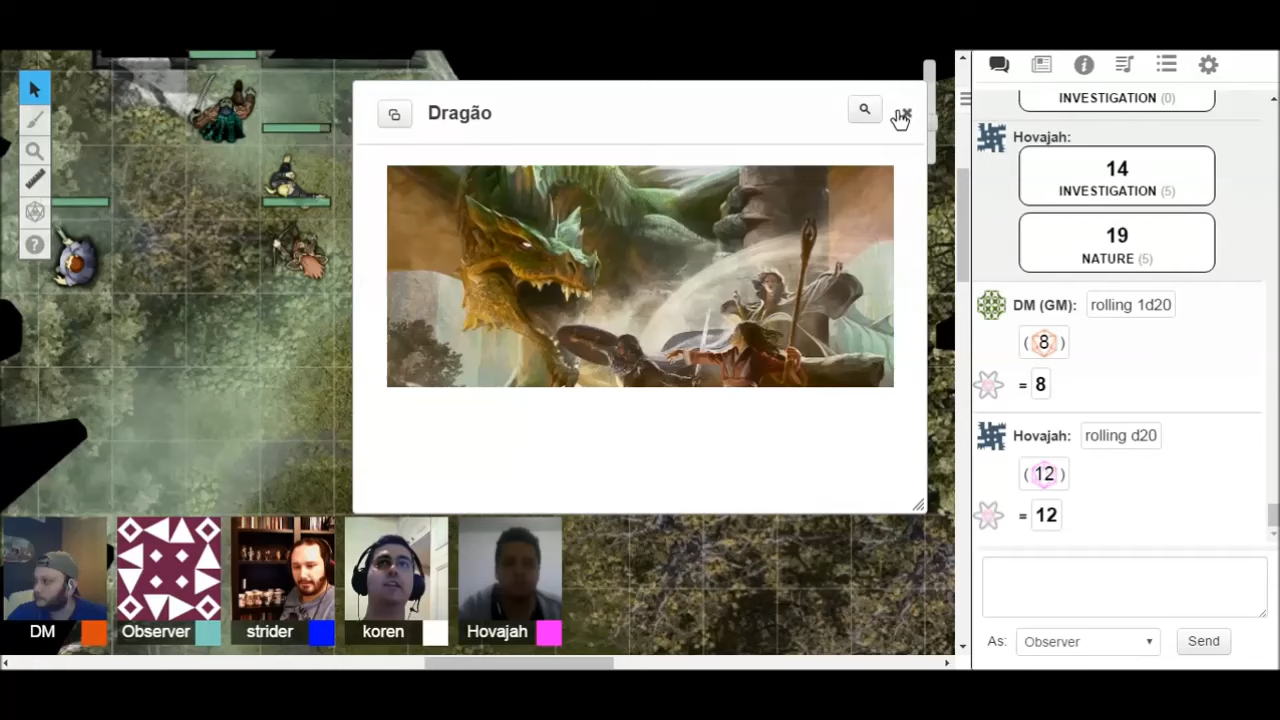 Dragão
INVESTIGATION (0)
Hovajah:
14
INVESTIGATION (5)
19
NATURE (5)
DM (GM): rolling 1d20
(8)
= 8
Hovajah: rolling d20
(12)
= 12
DM
Observer
strider
koren
Hovajah
As: Observer Send